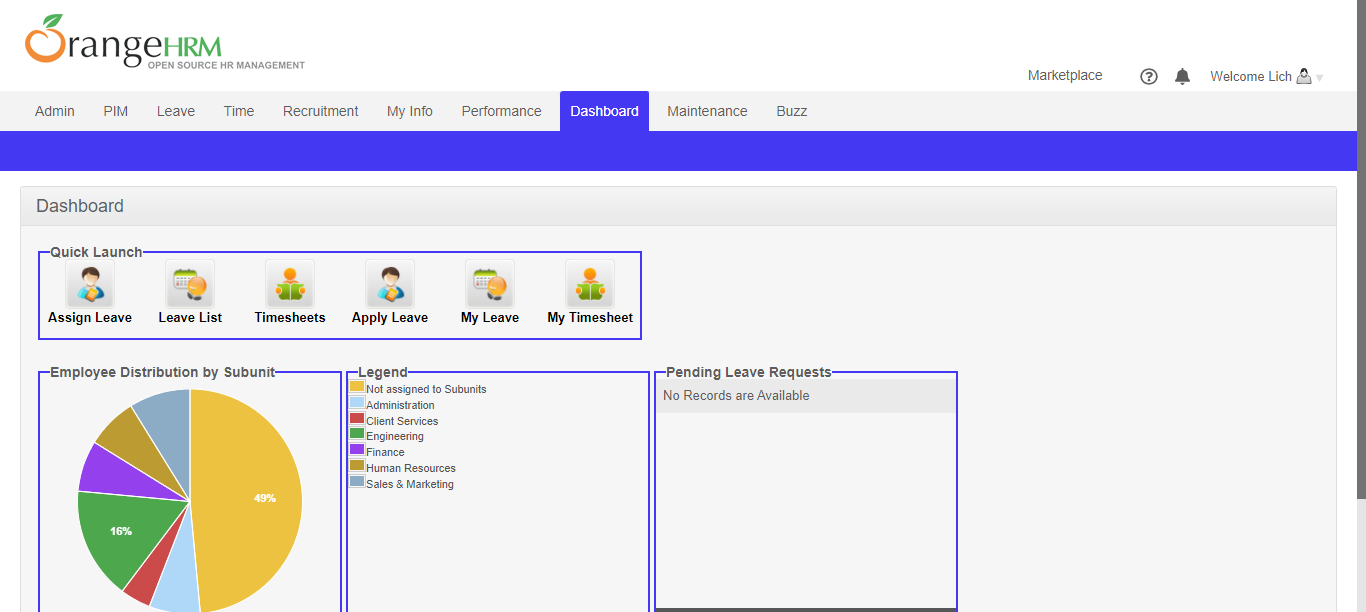 OrangeHRM
OPEN SOURCE HR MANAGEMENT
Marketplace ? Welcome Lich
Admin PIM Leave Time Recruitment My Info Performance Dashboard Maintenance Buzz
Dashboard
Quick Launch
Assign Leave Leave List Timesheets Apply Leave My Leave My Timesheet
Employee Distribution by Subunit
49%
16%
Legend
Not assigned to Subunits
Administration
Client Services
Engineering
Finance
Human Resources
Sales & Marketing
Pending Leave Requests
No Records are Available